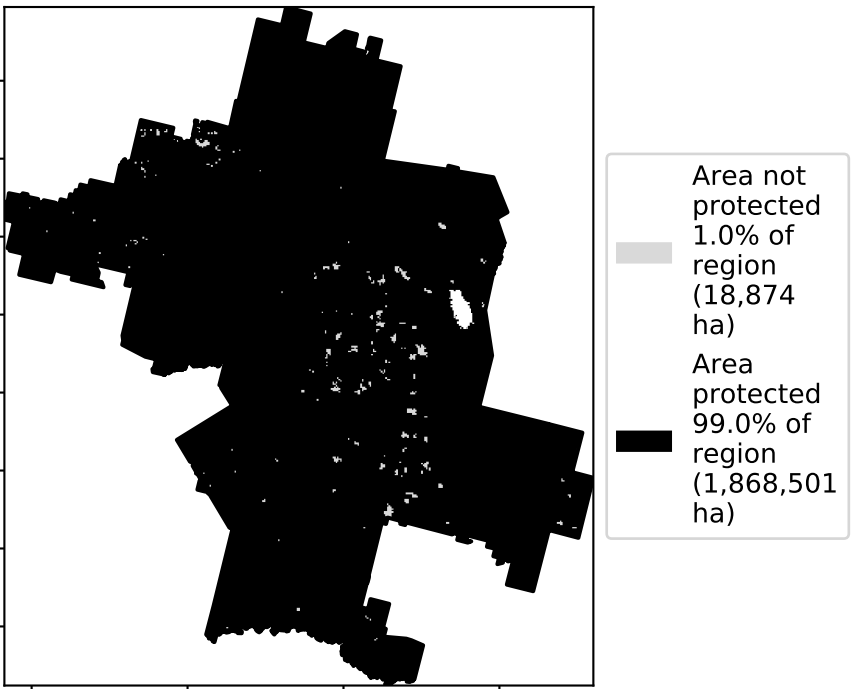 Area not
protected
1.0% of
region
(18,874
ha)
Area
protected
99.0% of
region
(1,868,501
ha)